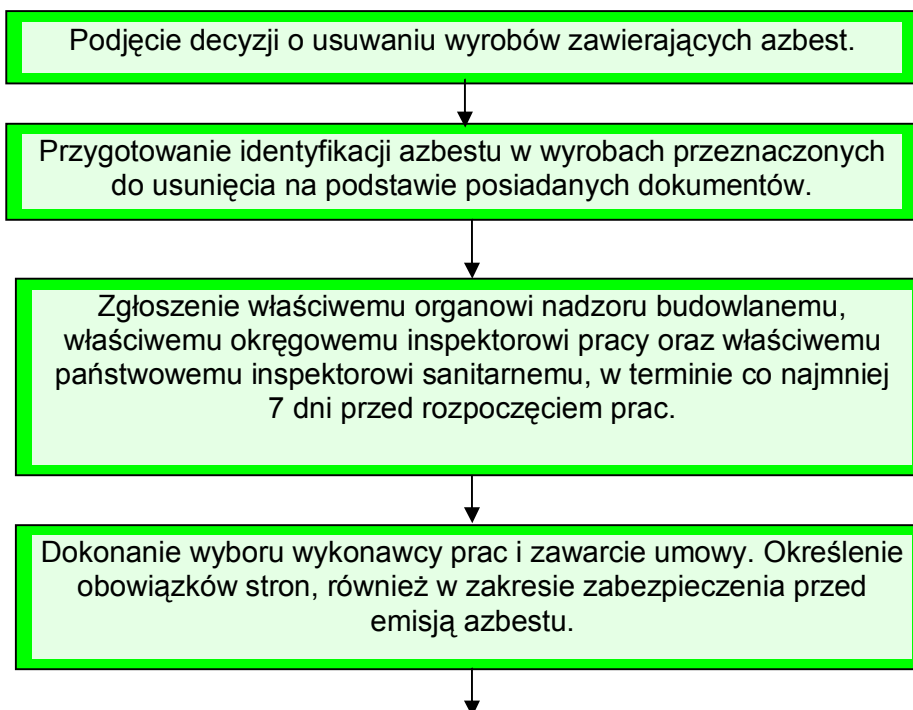 Podjęcie decyzji o usuwaniu wyrobów zawierających azbest.
Przygotowanie identyfikacji azbestu w wyrobach przeznaczonych
do usunięcia na podstawie posiadanych dokumentów.
Zgłoszenie właściwemu organowi nadzoru budowlanemu,
właściwemu okręgowemu inspektorowi pracy oraz właściwemu
państwowemu inspektorowi sanitarnemu, w terminie co najmniej
7 dni przed rozpoczęciem prac.
Dokonanie wyboru wykonawcy prac i zawarcie umowy. Określenie
obowiązków stron, również w zakresie zabezpieczenia przed
emisją azbestu.